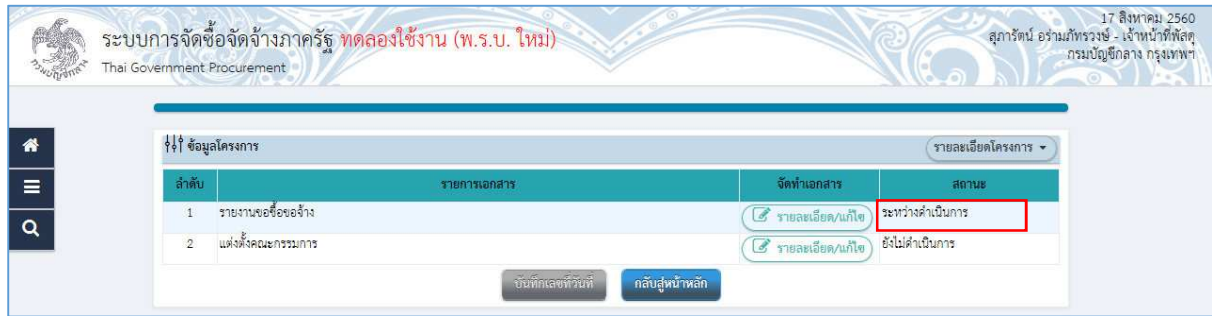 17 สิงหาคม 2560
ระบบการจัดซื้อจัดจ้างภาครัฐ ทดลองใช้งาน (พ.ร.บ. ใหม่)
สุภารัตน์ อร่ามภัทรวงษ์ - เจ้าหน้าที่พัสดุ
Thai Government Procurement
กรมบัญชีกลาง กรุงเทพฯ
กรมบัญชีกลาง
ข้อมูลโครงการ รายละเอียดโครงการ
ลำดับ รายการเอกสาร จัดทำเอกสาร สถานะ
1 รายงานขอซื้อขอจ้าง รายละเอียด/แก้ไข ระหว่างดำเนินการ
2 แต่งตั้งคณะกรรมการ รายละเอียด/แก้ไข ยังไม่ดำเนินการ
บันทึกเลขที่วันที่ กลับสู่หน้าหลัก